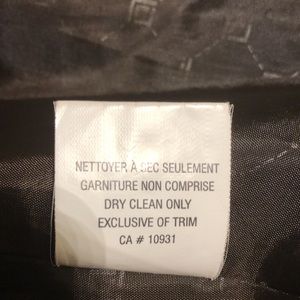 NETTOYER À SEC SEULEMENT
GARNITURE NON COMPRISE
DRY CLEAN ONLY
EXCLUSIVE OF TRIM
CA # 10931